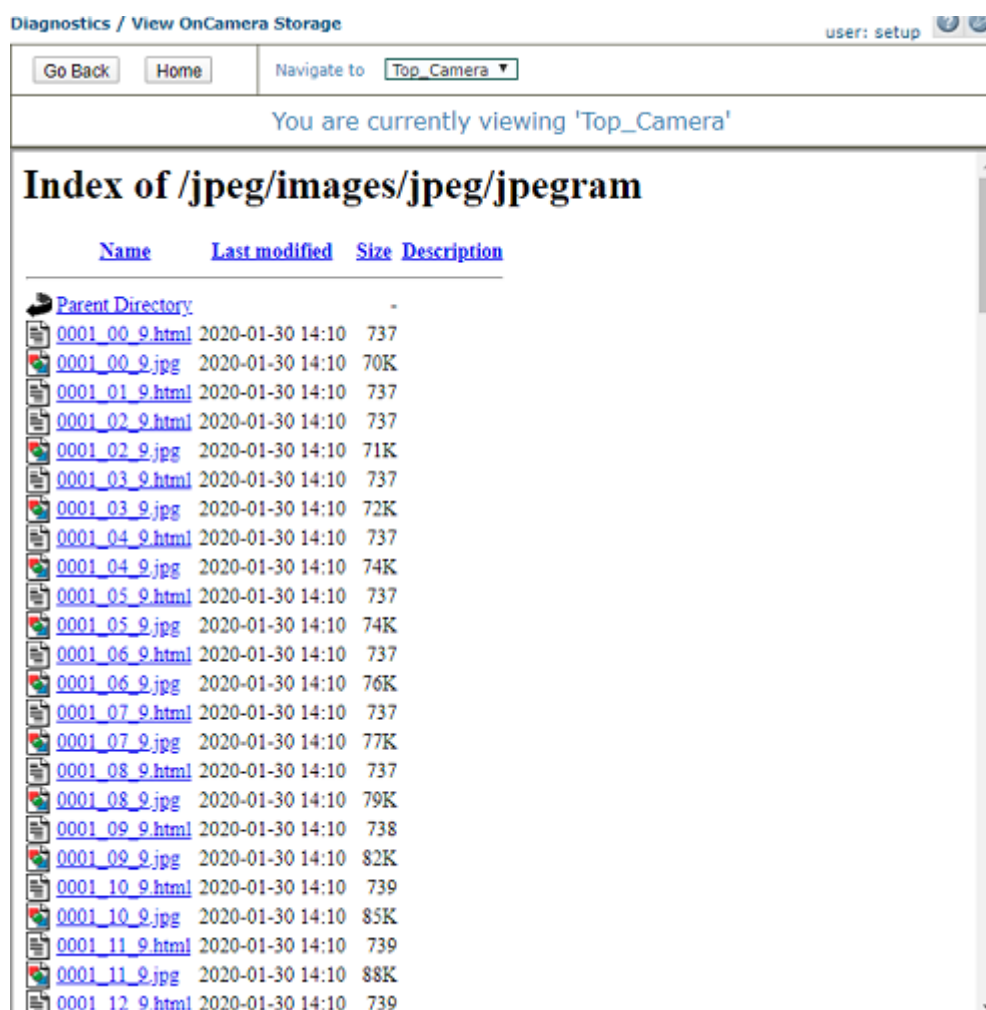 Diagnostics / View OnCamera Storage
user: setup
Go Back Home Navigate to Top_Camera
You are currently viewing 'Top_Camera'
Index of /jpeg/images/jpeg/jpegram
Name Last modified Size Description
Parent Directory -
0001_00_9.html 2020-01-30 14:10 737
0001_00_9.jpg 2020-01-30 14:10 70K
0001_01_9.html 2020-01-30 14:10 737
0001_02_9.html 2020-01-30 14:10 737
0001_02_9.jpg 2020-01-30 14:10 71K
0001_03_9.html 2020-01-30 14:10 737
0001_03_9.jpg 2020-01-30 14:10 72K
0001_04_9.html 2020-01-30 14:10 737
0001_04_9.jpg 2020-01-30 14:10 74K
0001_05_9.html 2020-01-30 14:10 737
0001_05_9.jpg 2020-01-30 14:10 74K
0001_06_9.html 2020-01-30 14:10 737
0001_06_9.jpg 2020-01-30 14:10 76K
0001_07_9.html 2020-01-30 14:10 737
0001_07_9.jpg 2020-01-30 14:10 77K
0001_08_9.html 2020-01-30 14:10 737
0001_08_9.jpg 2020-01-30 14:10 79K
0001_09_9.html 2020-01-30 14:10 738
0001_09_9.jpg 2020-01-30 14:10 82K
0001_10_9.html 2020-01-30 14:10 739
0001_10_9.jpg 2020-01-30 14:10 85K
0001_11_9.html 2020-01-30 14:10 739
0001_11_9.jpg 2020-01-30 14:10 88K
0001_12_9.html 2020-01-30 14:10 739